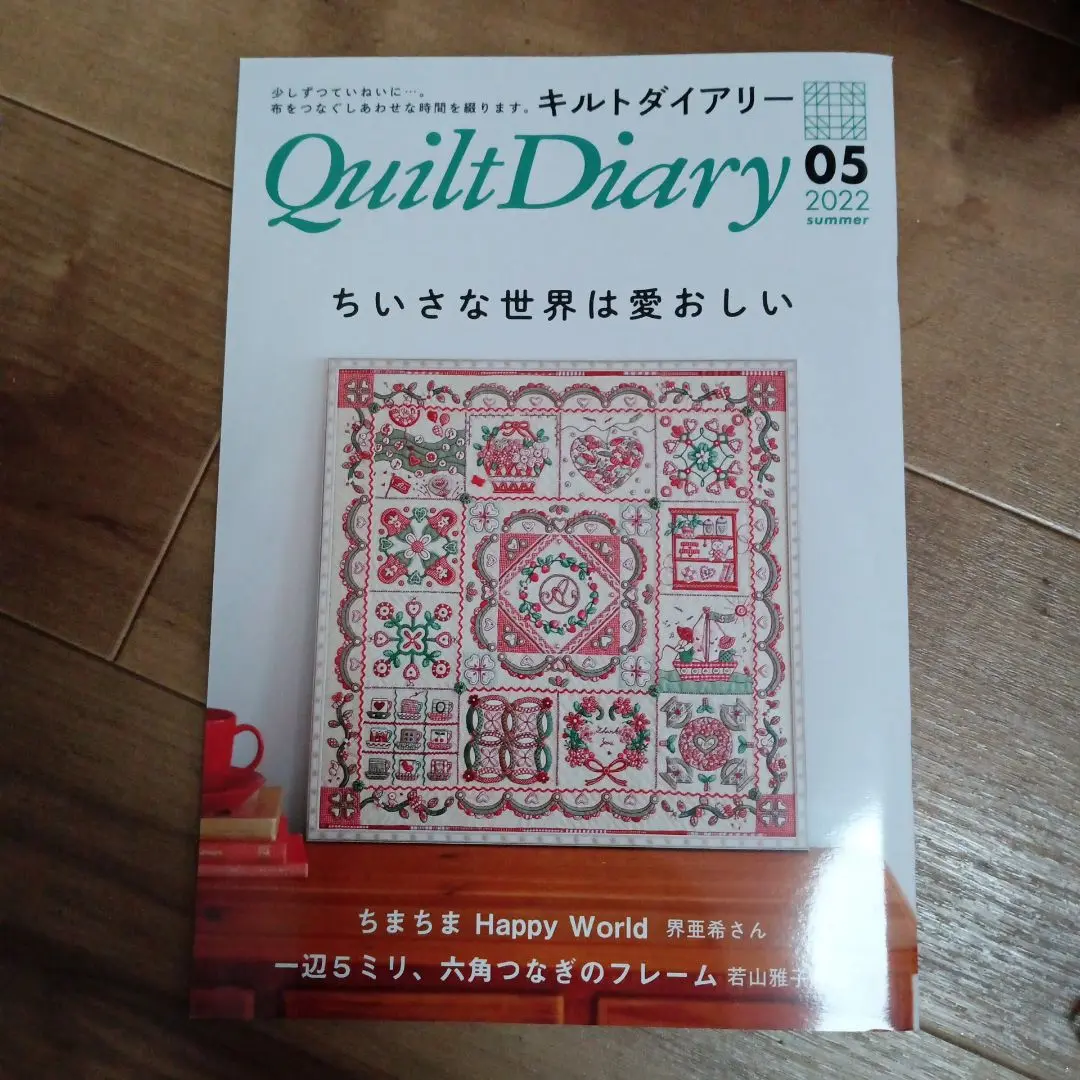 少しずつていねいに…。
布をつなぐしあわせな時間を綴ります。
キルトダイアリー
Quilt Diary
05
2022
summer
ちいさな世界は愛おしい
A
ちまちま Happy World 界亜希さん
一辺5ミリ、六角つなぎのフレーム 若山雅子